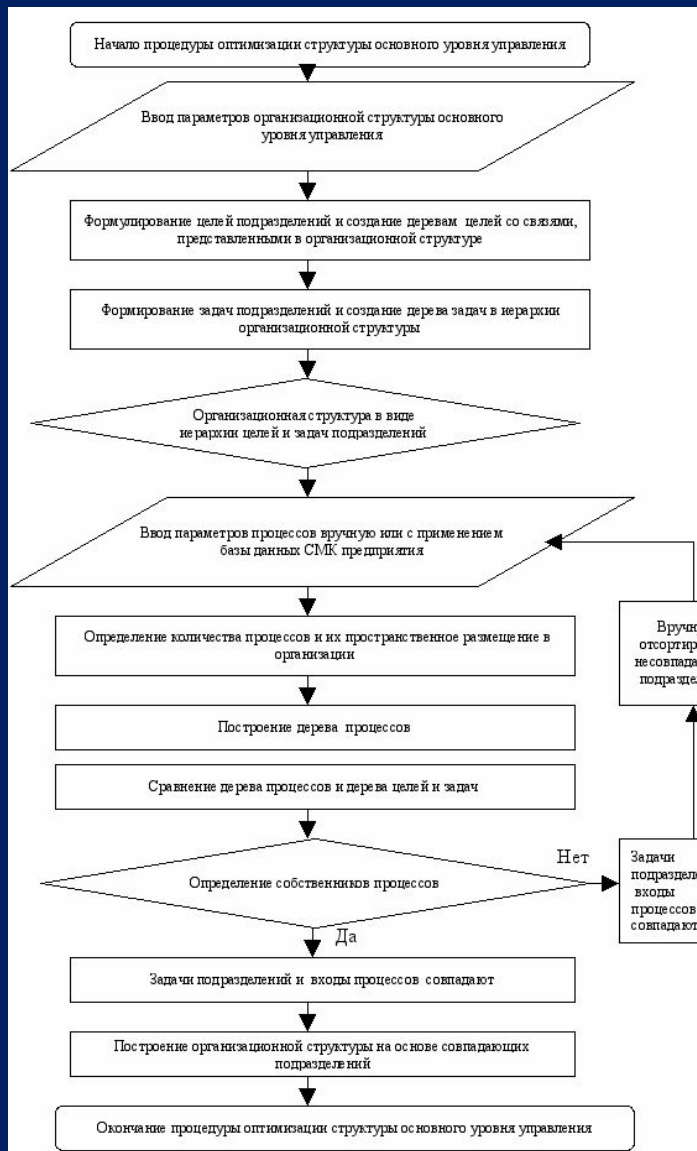 Начало процедуры оптимизации структуры основного уровня управления
Ввод параметров организационной структуры основного
уровня управления
Формулирование целей подразделений и создание деревам целей со связями,
представленными в организационной структуре
Формирование задач подразделений и создание дерева задач в иерархии
организационной структуры
Организационная структура в виде
иерархии целей и задач подразделений
Ввод параметров процессов вручную или с применением
базы данных СМК предприятия
Определение количества процессов и их пространственное размещение в
организации
Вручн
отсортир
несовпада
подраздел
Построение дерева процессов
Сравнение дерева процессов и дерева целей и задач
Определение собственников процессов
Нет
Задачи
подразделе
входы
процессов
совпадают
Да
Задачи подразделений и входы процессов совпадают
Построение организационной структуры на основе совпадающих
подразделений
Окончание процедуры оптимизации структуры основного уровня управления